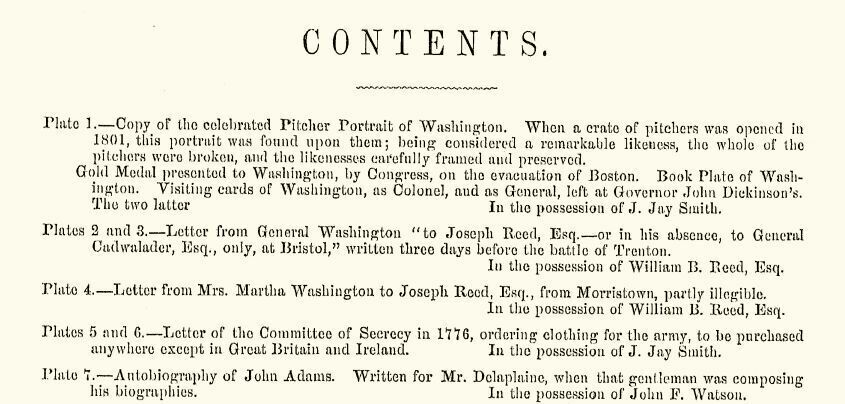 CONTENTS.
Plate 1.—Copy of the celebrated Pitcher Portrait of Washington. When a crate of pitchers was opened in
1801, this portrait was found upon them; being considered a remarkable likeness, the whole of the
pitchers were broken, and the likenesses carefully framed and preserved.
Gold Medal presented to Washington, by Congress, on the evacuation of Boston. Book Plate of Wash-
ington. Visiting cards of Washington, as Colonel, and as General, left at Governor John Dickinson's.
The two latter In the possession of J. Jay Smith.
Plates 2 and 3.—Letter from General Washington "to Joseph Reed, Esq.—or in his absence, to General
Cadwalader, Esq., only, at Bristol," written three days before the battle of Trenton.
In the possession of William B. Reed, Esq.
Plate 4.—Letter from Mrs. Martha Washington to Joseph Reed, Esq., from Morristown, partly illegible.
In the possession of William B. Reed, Esq.
Plates 5 and 6.—Letter of the Committee of Secrecy in 1776, ordering clothing for the army, to be purchased
anywhere except in Great Britain and Ireland. In the possession of J. Jay Smith.
Plate 7.—Autobiography of John Adams. Written for Mr. Delaplaine, when that gentleman was composing
his biographies. In the possession of John F. Watson.